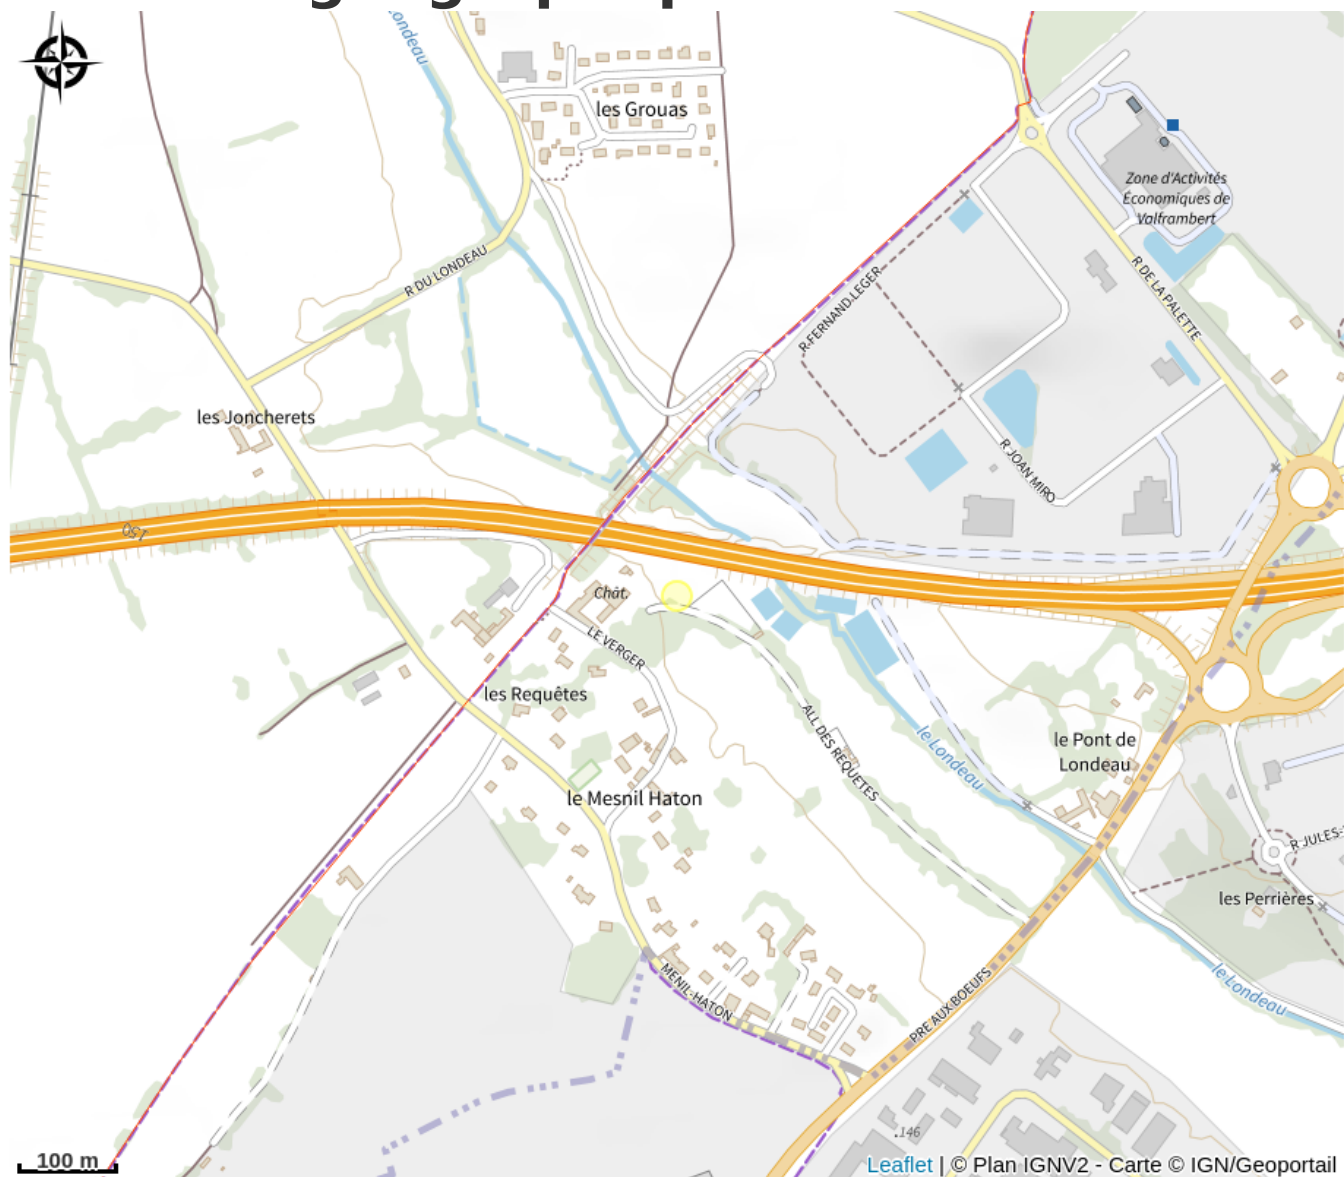 Londeau
les Grouas
Zone d'Activités
Économiques de
Valframbert
R DU LONDEAU
R FERNAND LEGER
R DE LA PALETTE
les Joncherets
R JOAN MIRO
150
Chât.
LE VERGER
les Requêtes
ALL DES REQUETES
le Londeau
le Pont de
Londeau
le Mesnil Haton
R JULES-
les Perrières
MENIL-HATON
PRE AUX BOEUFS
le Londeau
.146
100 m
Leaflet | © Plan IGNV2 - Carte © IGN/Geoportail